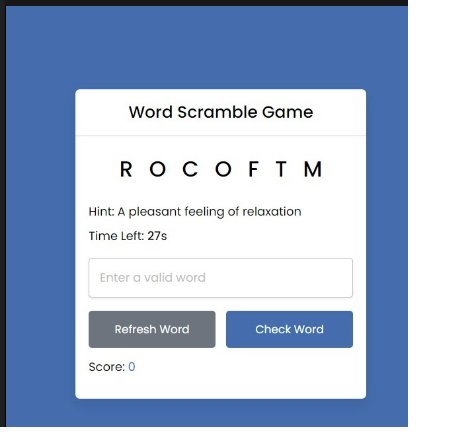 Word Scramble Game
R O C O F T M
Hint: A pleasant feeling of relaxation
Time Left: 27s
Enter a valid word
Refresh Word Check Word
Score: 0